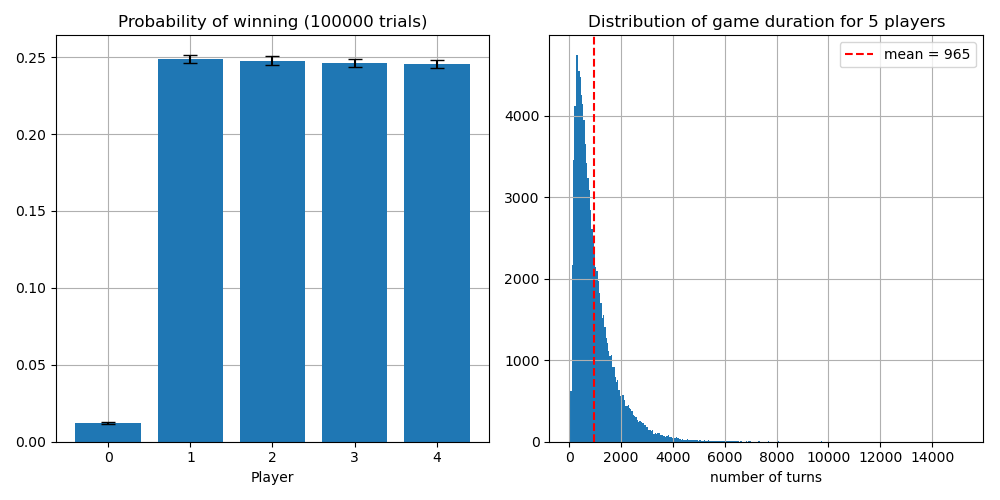 Probability of winning (100000 trials)
0.25
0.20
0.15
0.10
0.05
0.00
0 1 2 3 4
Player
Distribution of game duration for 5 players
mean = 965
4000
3000
2000
1000
0
0 2000 4000 6000 8000 10000 12000 14000
number of turns